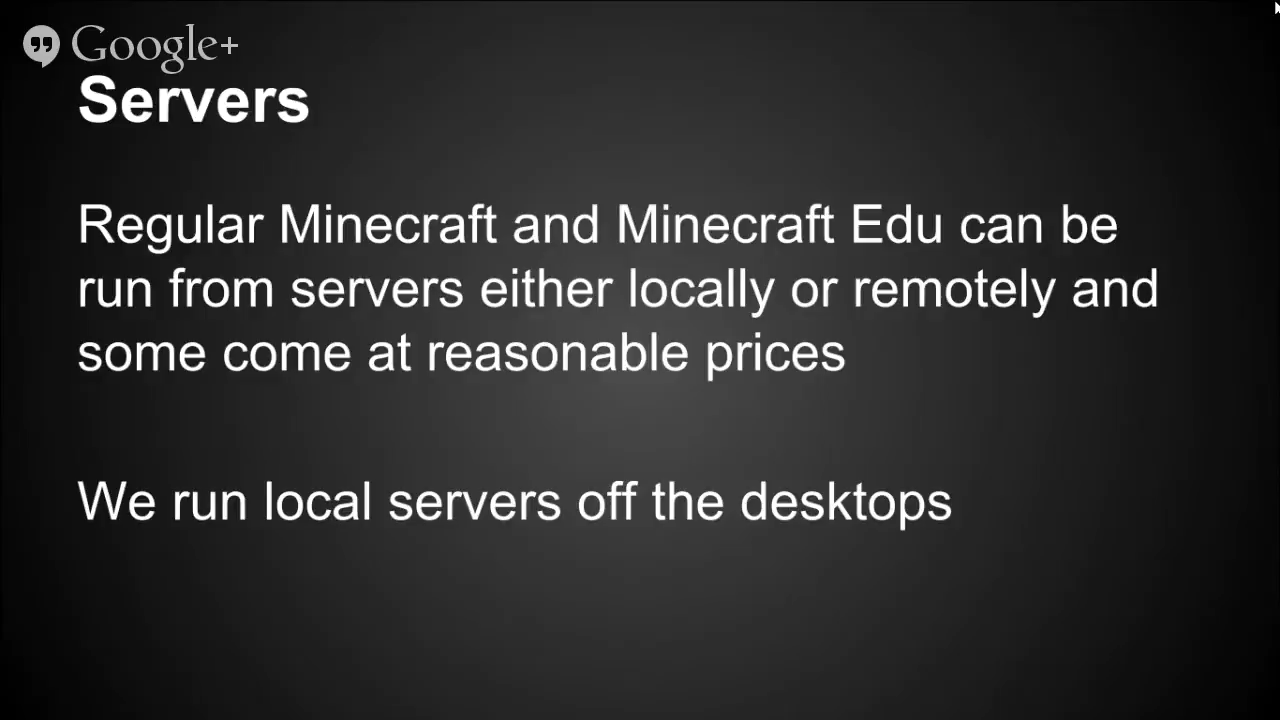 Google+
Servers
Regular Minecraft and Minecraft Edu can be
run from servers either locally or remotely and
some come at reasonable prices
We run local servers off the desktops